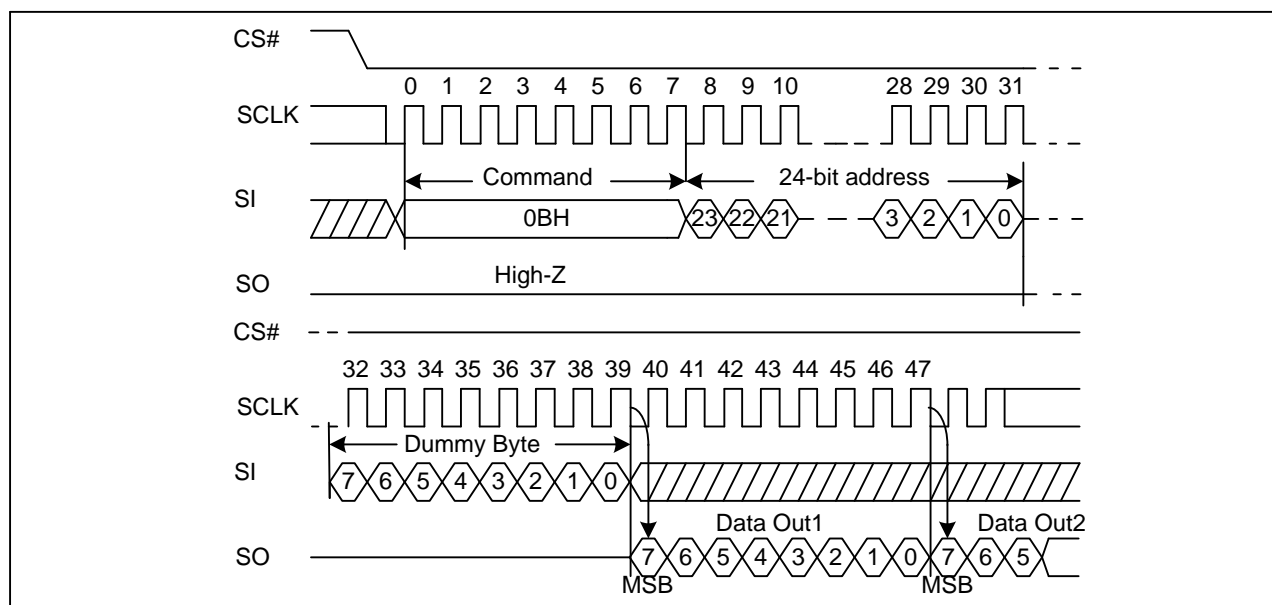 CS#
0 1 2 3 4 5 6 7 8 9 10 28 29 30 31
SCLK
Command 24-bit address
SI
0BH 23 22 21 3 2 1 0
High-Z
SO
CS#
32 33 34 35 36 37 38 39 40 41 42 43 44 45 46 47
SCLK
Dummy Byte
SI
7 6 5 4 3 2 1 0
Data Out1 Data Out2
SO
7 6 5 4 3 2 1 0 7 6 5
MSB MSB